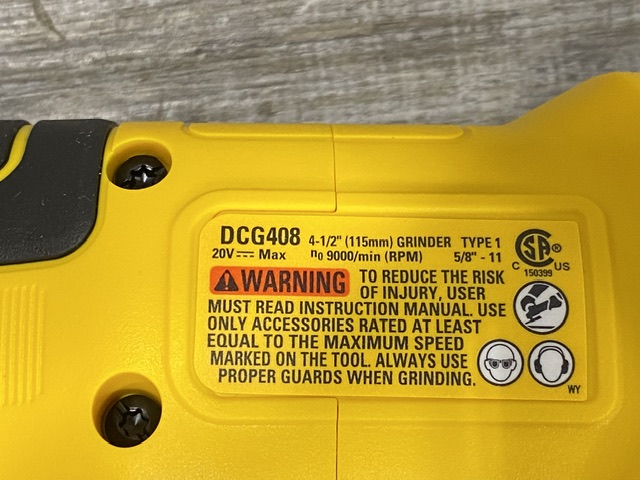 DCG408 4-1/2" (115mm) GRINDER TYPE 1
20V⎓ Max n0 9000/min (RPM) 5/8" - 11
WARNING TO REDUCE THE RISK
OF INJURY, USER
MUST READ INSTRUCTION MANUAL. USE
ONLY ACCESSORIES RATED AT LEAST
EQUAL TO THE MAXIMUM SPEED
MARKED ON THE TOOL. ALWAYS USE
PROPER GUARDS WHEN GRINDING.
SA ®
C US
150399
WY